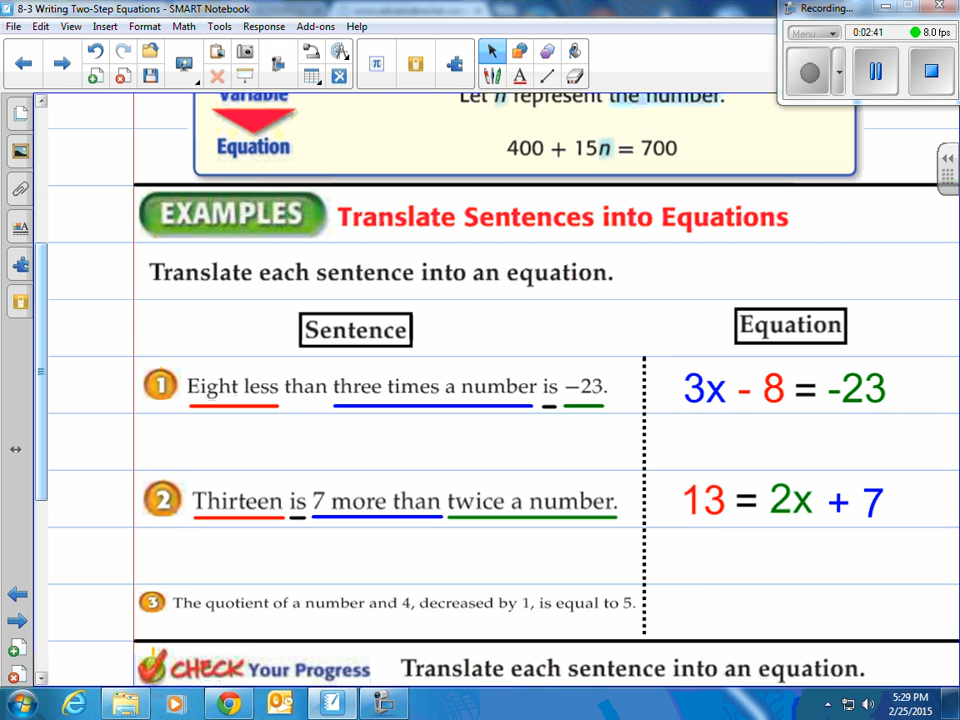 8-3 Writing Two-Step Equations - SMART Notebook
Recording...
File Edit View Insert Format Math Tools Response Add-ons Help
Menu 0:02:41 8.0 fps
Variable
Let n represent the number.
Equation
400 + 15n = 700
EXAMPLES Translate Sentences into Equations
Translate each sentence into an equation.
Sentence Equation
1 Eight less than three times a number is −23. 3x - 8 = -23
2 Thirteen is 7 more than twice a number. 13 = 2x + 7
3 The quotient of a number and 4, decreased by 1, is equal to 5.
CHECK Your Progress Translate each sentence into an equation.
5:29 PM
2/25/2015